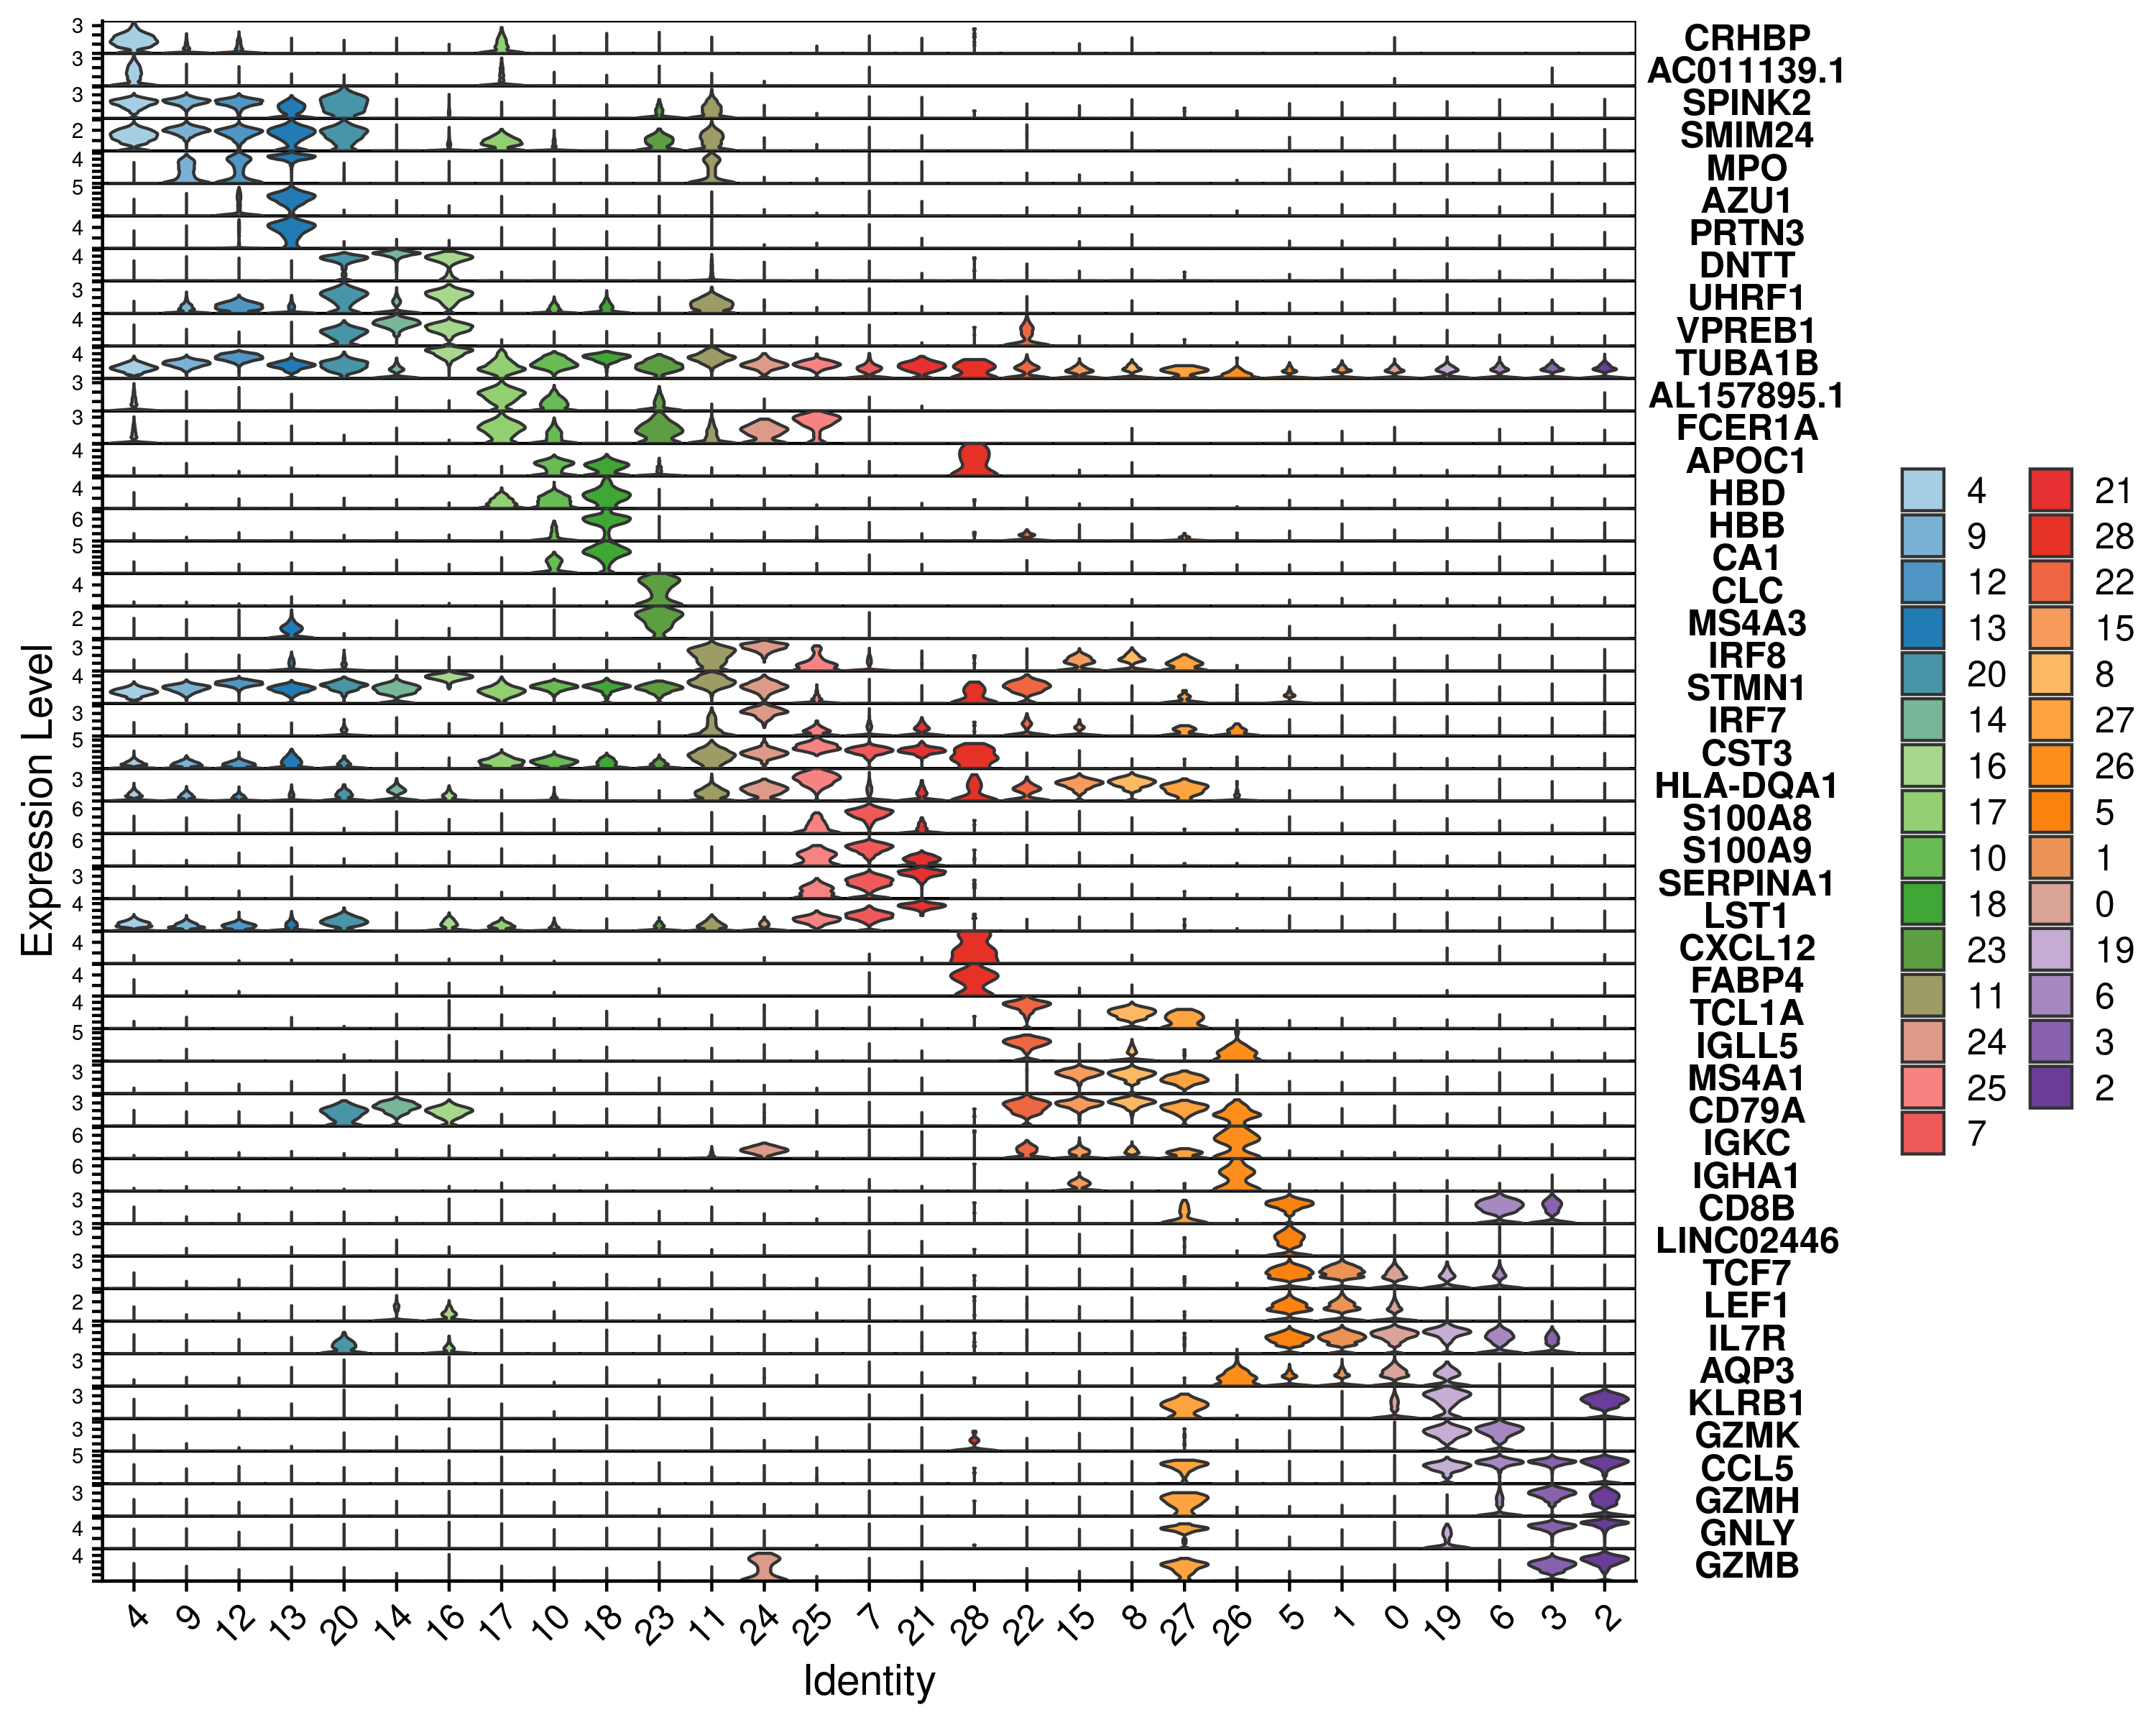 Expression Level
3 CRHBP
3 AC011139.1
3 SPINK2
2 SMIM24
4 MPO
5 AZU1
4 PRTN3
4 DNTT
3 UHRF1
4 VPREB1
4 TUBA1B
3 AL157895.1
3 FCER1A
4 APOC1
4 HBD
6 HBB
5 CA1
4 CLC
2 MS4A3
3 IRF8
4 STMN1
3 IRF7
5 CST3
3 HLA-DQA1
6 S100A8
6 S100A9
3 SERPINA1
4 LST1
4 CXCL12
4 FABP4
4 TCL1A
5 IGLL5
3 MS4A1
3 CD79A
6 IGKC
6 IGHA1
3 CD8B
3 LINC02446
3 TCF7
2 LEF1
4 IL7R
3 AQP3
3 KLRB1
3 GZMK
5 CCL5
3 GZMH
4 GNLY
4 GZMB
4 9 12 13 20 14 16 17 10 18 23 11 24 25 7 21 28 22 15 8 27 26 5 1 0 19 6 3 2
Identity
4 21
9 28
12 22
13 15
20 8
14 27
16 26
17 5
10 1
18 0
23 19
11 6
24 3
25 2
7